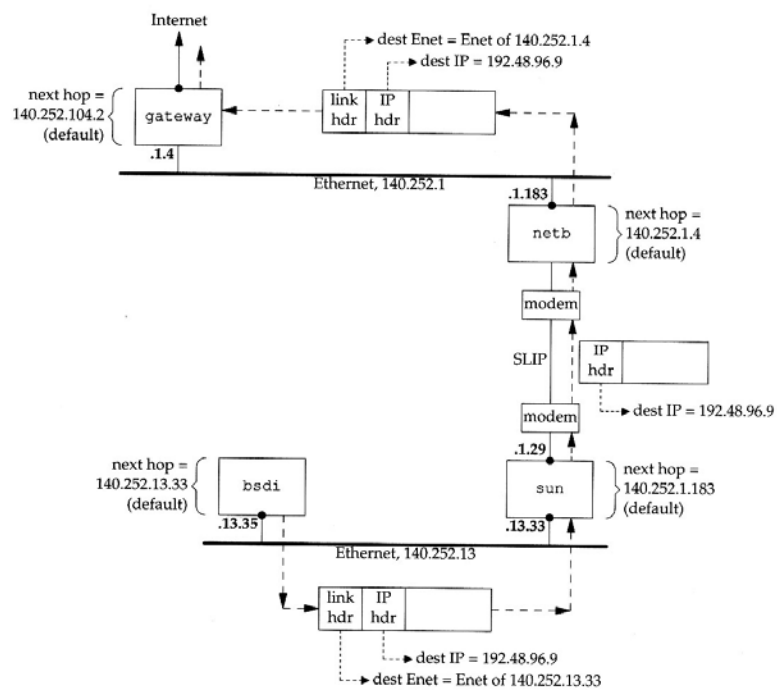 Internet
dest Enet = Enet of 140.252.1.4
dest IP = 192.48.96.9
next hop =
140.252.104.2
(default)
gateway
link
hdr
IP
hdr
.1.4
Ethernet, 140.252.1
.1.183
netb
next hop =
140.252.1.4
(default)
modem
SLIP
IP
hdr
dest IP = 192.48.96.9
modem
.1.29
next hop =
140.252.13.33
(default)
bsdi
sun
next hop =
140.252.1.183
(default)
.13.35
.13.33
Ethernet, 140.252.13
link
hdr
IP
hdr
dest IP = 192.48.96.9
dest Enet = Enet of 140.252.13.33